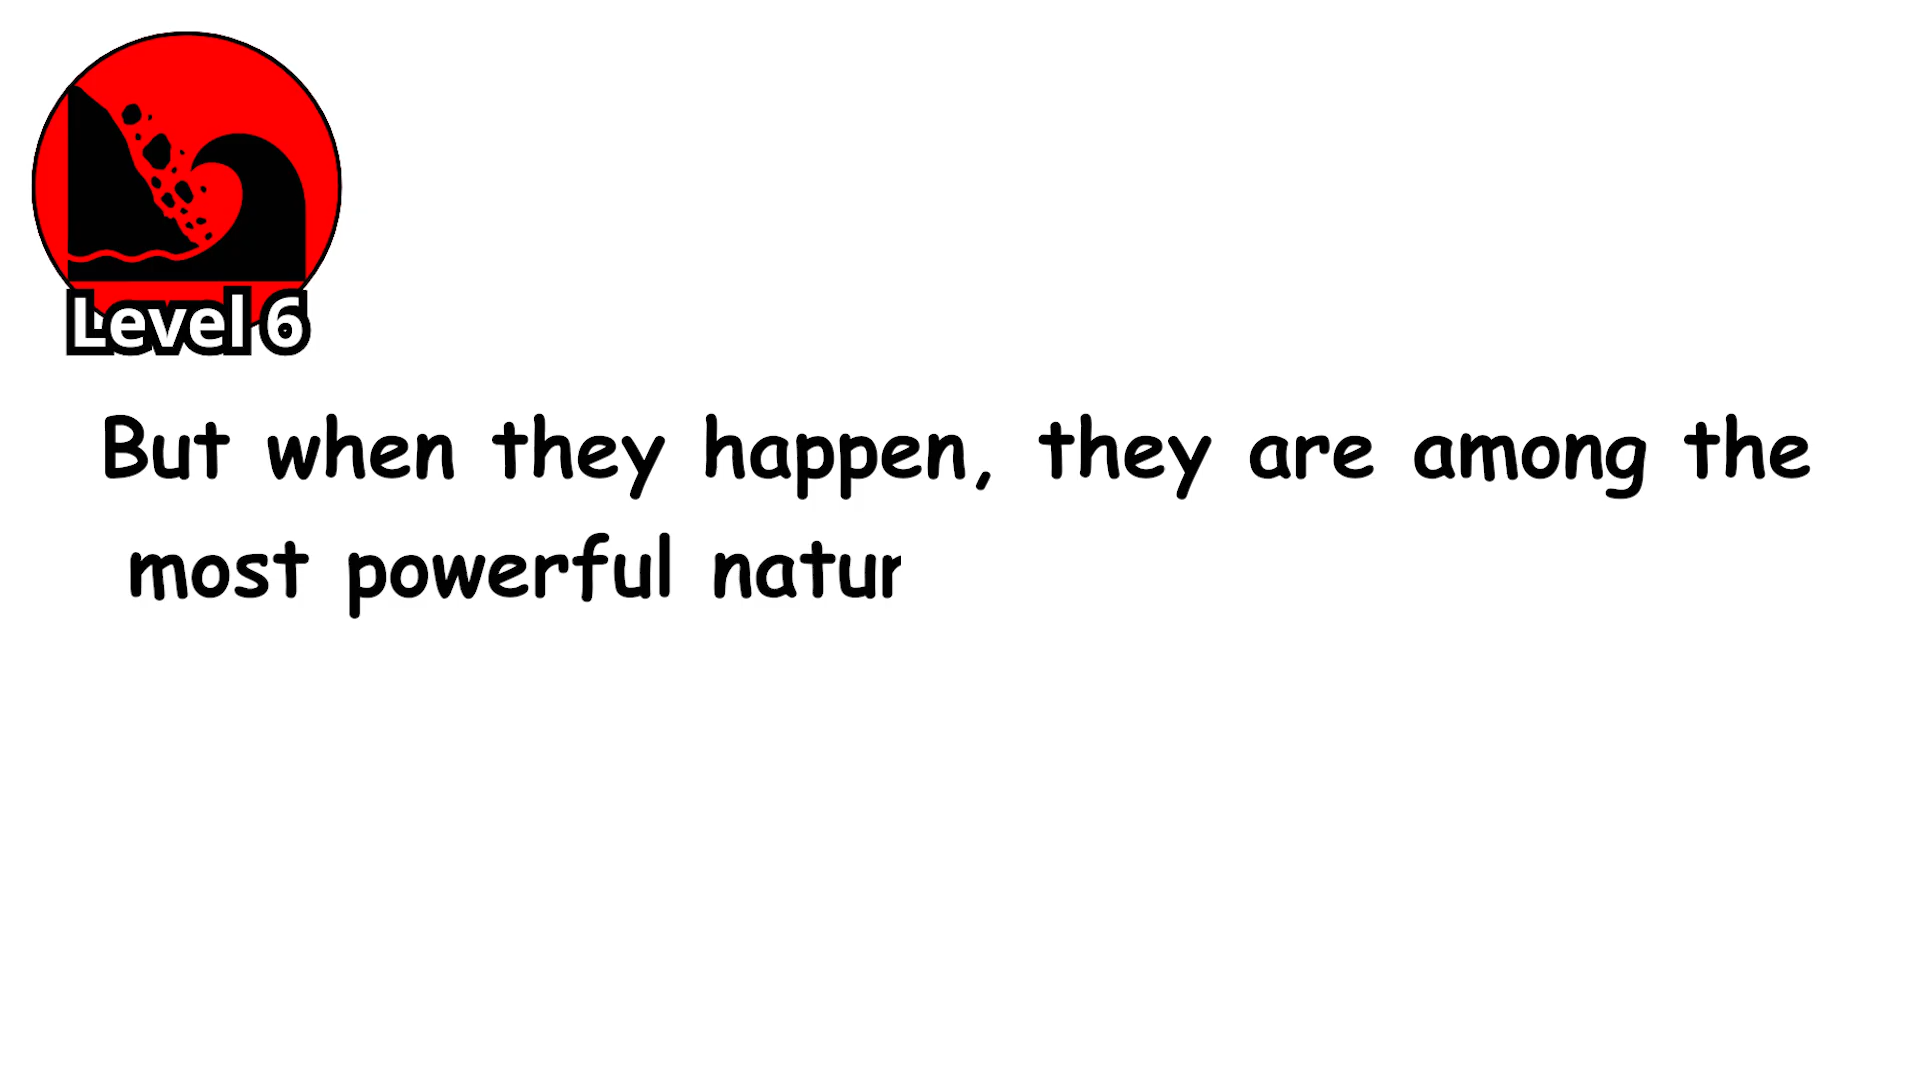 Level 6
But when they happen, they are among the
most powerful natur